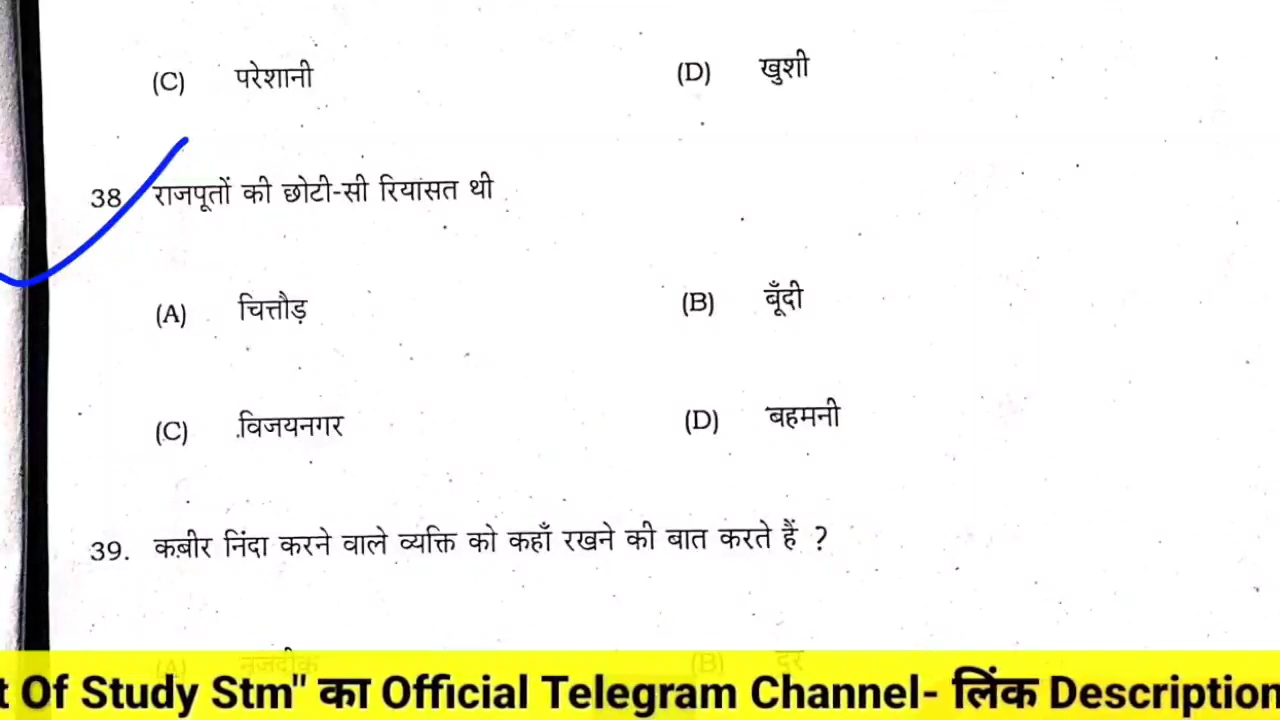 (C) परेशानी (D) खुशी
38. राजपूतों की छोटी-सी रियासत थी
(A) चित्तौड़ (B) बूँदी
(C) विजयनगर (D) बहमनी
39. कबीर निंदा करने वाले व्यक्ति को कहाँ रखने की बात करते हैं ?
(A) नजदीक (B) दूर
t Of Study Stm" का Official Telegram Channel- लिंक Description